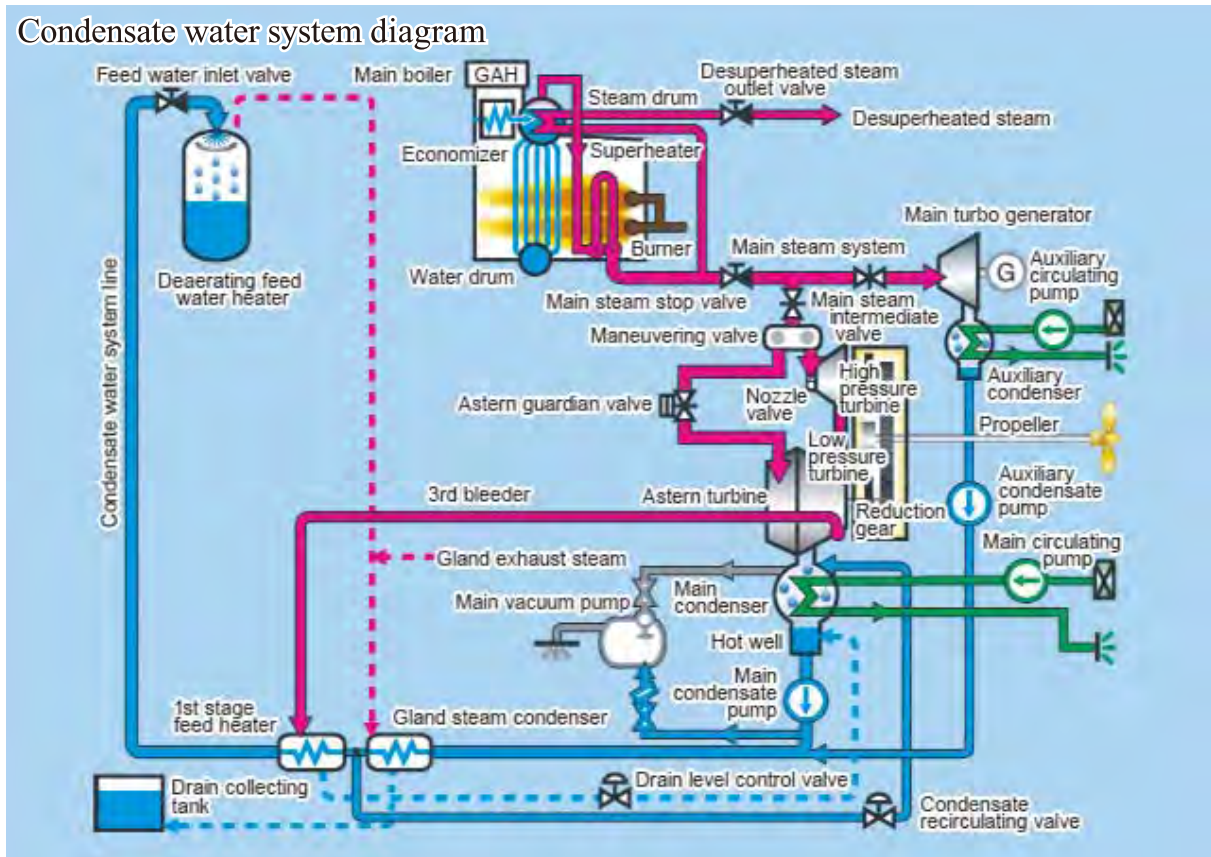 Condensate water system diagram
Feed water inlet valve
Main boiler
GAH
Desuperheated steam
outlet valve
Steam drum
Desuperheated steam
Economizer
Superheater
Main turbo generator
Burner
Main steam system
Water drum
G
Auxiliary
circulating
pump
Deaerating feed
water heater
Main steam stop valve
Main steam
intermediate
valve
Maneuvering valve
Condensate water system line
High
pressure
turbine
Auxiliary
condenser
Astern guardian valve
Nozzle
valve
Propeller
Low
pressure
turbine
Auxiliary
condensate
pump
3rd bleeder
Astern turbine
Reduction
gear
Main circulating
pump
Gland exhaust steam
Main vacuum pump
Main
condenser
Hot well
Main
condensate
pump
1st stage
feed heater
Gland steam condenser
Drain collecting
tank
Drain level control valve
Condensate
recirculating valve